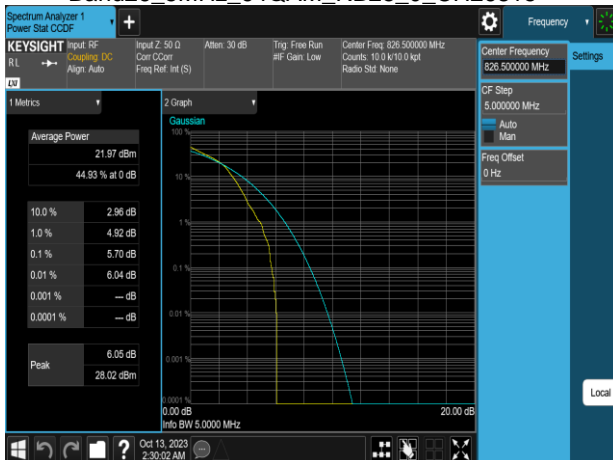 Spectrum Analyzer 1
Power Stat CCDF
Frequency
KEYSIGHT
R L
Input: RF
Coupling: DC
Align: Auto
Input Z: 50 Ω
Corr CCorr
Freq Ref: Int (S)
Atten: 30 dB
Trig: Free Run
#IF Gain: Low
Center Freq: 826.500000 MHz
Counts: 10.0 k/10.0 kpt
Radio Std: None
Center Frequency
826.500000 MHz
Settings
CF Step
5.000000 MHz
Auto
Man
Freq Offset
0 Hz
1 Metrics
2 Graph
Average Power
21.97 dBm
44.93 % at 0 dB
10.0 % 2.96 dB
1.0 % 4.92 dB
0.1 % 5.70 dB
0.01 % 6.04 dB
0.001 % --- dB
0.0001 % --- dB
Peak
6.05 dB
28.02 dBm
Gaussian
100 %
10 %
1 %
0.1 %
0.01 %
0.001 %
0.0001 %
0.00 dB 20.00 dB
Info BW 5.0000 MHz
Local
Oct 13, 2023
2:30:02 AM